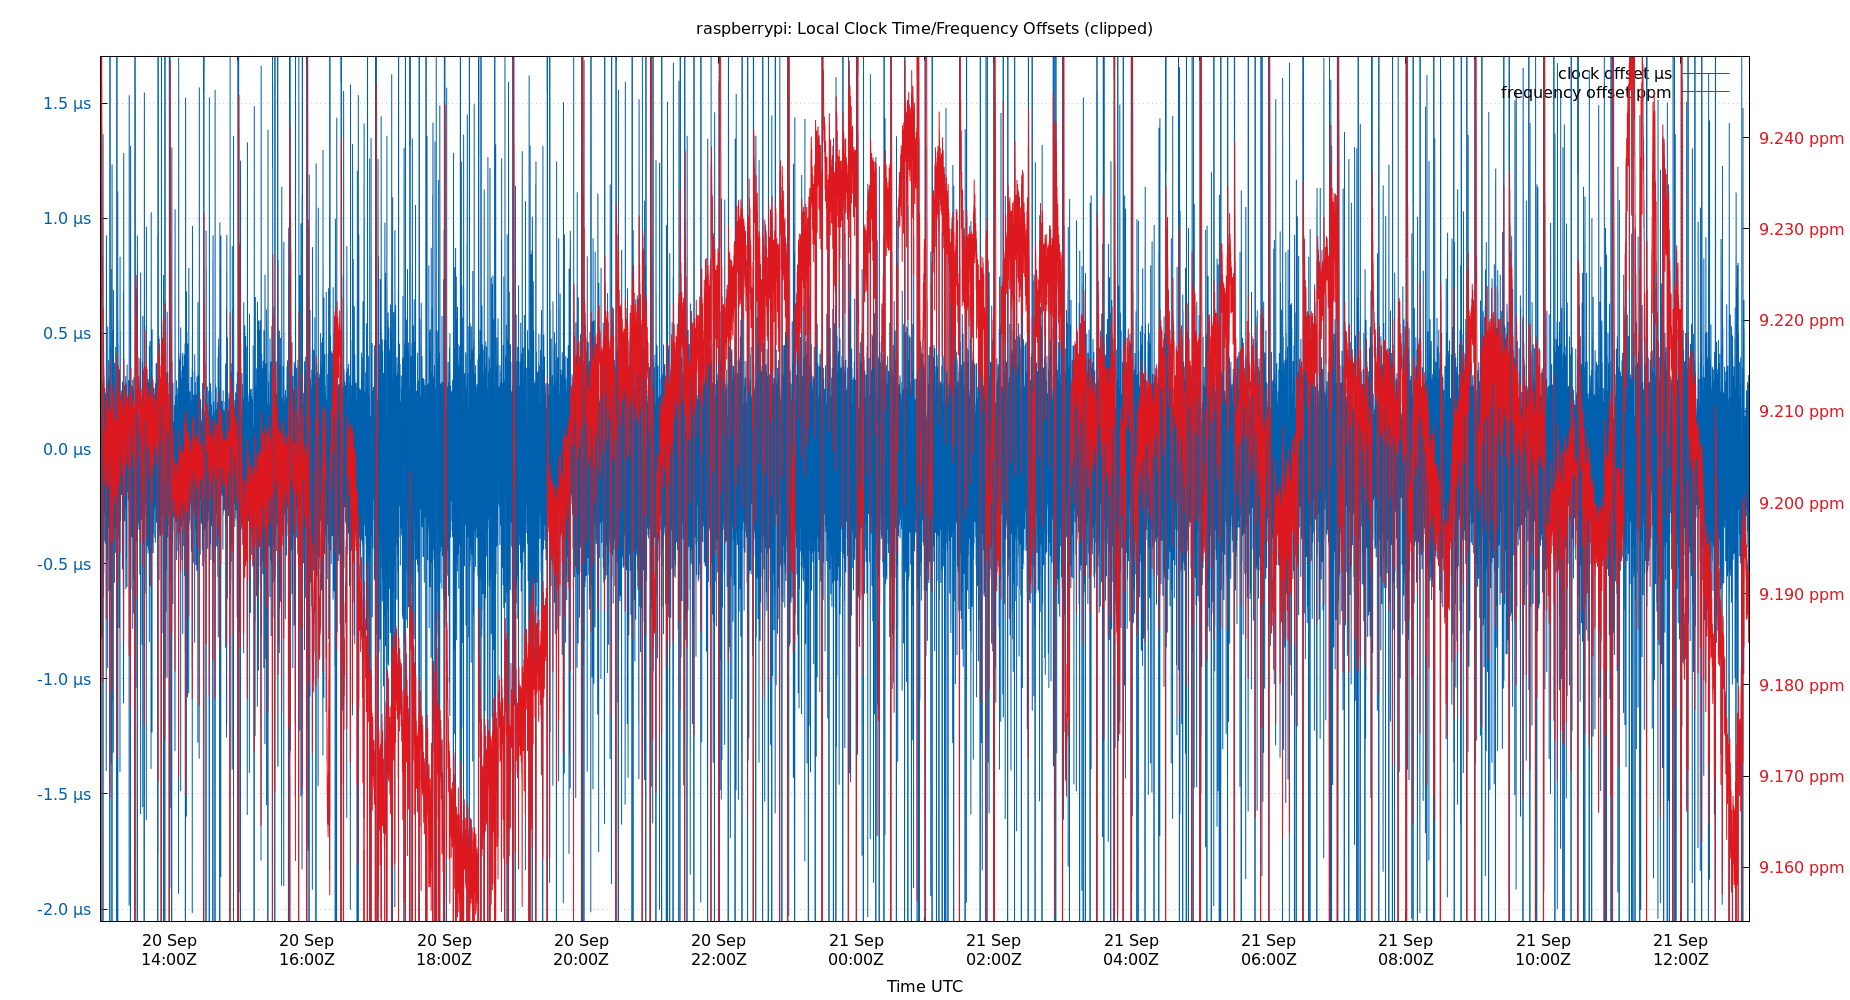 raspberrypi: Local Clock Time/Frequency Offsets (clipped)
clock offset µs
frequency offset ppm
1.5 µs
1.0 µs
0.5 µs
0.0 µs
-0.5 µs
-1.0 µs
-1.5 µs
-2.0 µs
9.240 ppm
9.230 ppm
9.220 ppm
9.210 ppm
9.200 ppm
9.190 ppm
9.180 ppm
9.170 ppm
9.160 ppm
20 Sep
14:00Z
20 Sep
16:00Z
20 Sep
18:00Z
20 Sep
20:00Z
20 Sep
22:00Z
21 Sep
00:00Z
21 Sep
02:00Z
21 Sep
04:00Z
21 Sep
06:00Z
21 Sep
08:00Z
21 Sep
10:00Z
21 Sep
12:00Z
Time UTC